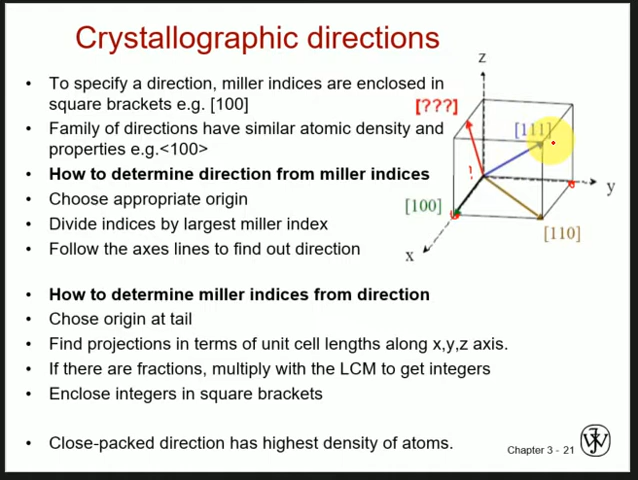 Crystallographic directions
• To specify a direction, miller indices are enclosed in
square brackets e.g. [100]
• Family of directions have similar atomic density and
properties e.g.<100>
• How to determine direction from miller indices
• Choose appropriate origin
• Divide indices by largest miller index
• Follow the axes lines to find out direction
• How to determine miller indices from direction
• Chose origin at tail
• Find projections in terms of unit cell lengths along x,y,z axis.
• If there are fractions, multiply with the LCM to get integers
• Enclose integers in square brackets
• Close-packed direction has highest density of atoms.
z
[???]
[111]
y
[100]
[110]
x
Chapter 3 - 21